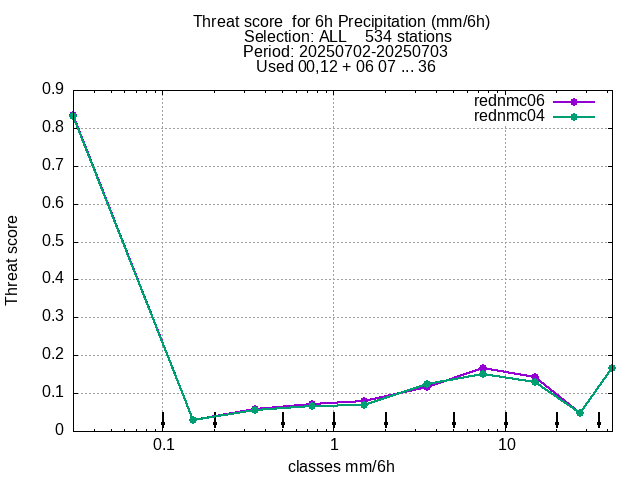 Threat score  for 6h Precipitation (mm/6h)
Selection: ALL    534 stations
Period: 20250702-20250703
Used 00,12 + 06 07 ... 36
rednmc06
rednmc04
0.9
0.8
0.7
0.6
0.5
0.4
0.3
0.2
0.1
0
Threat score
0.1 1 10
classes mm/6h